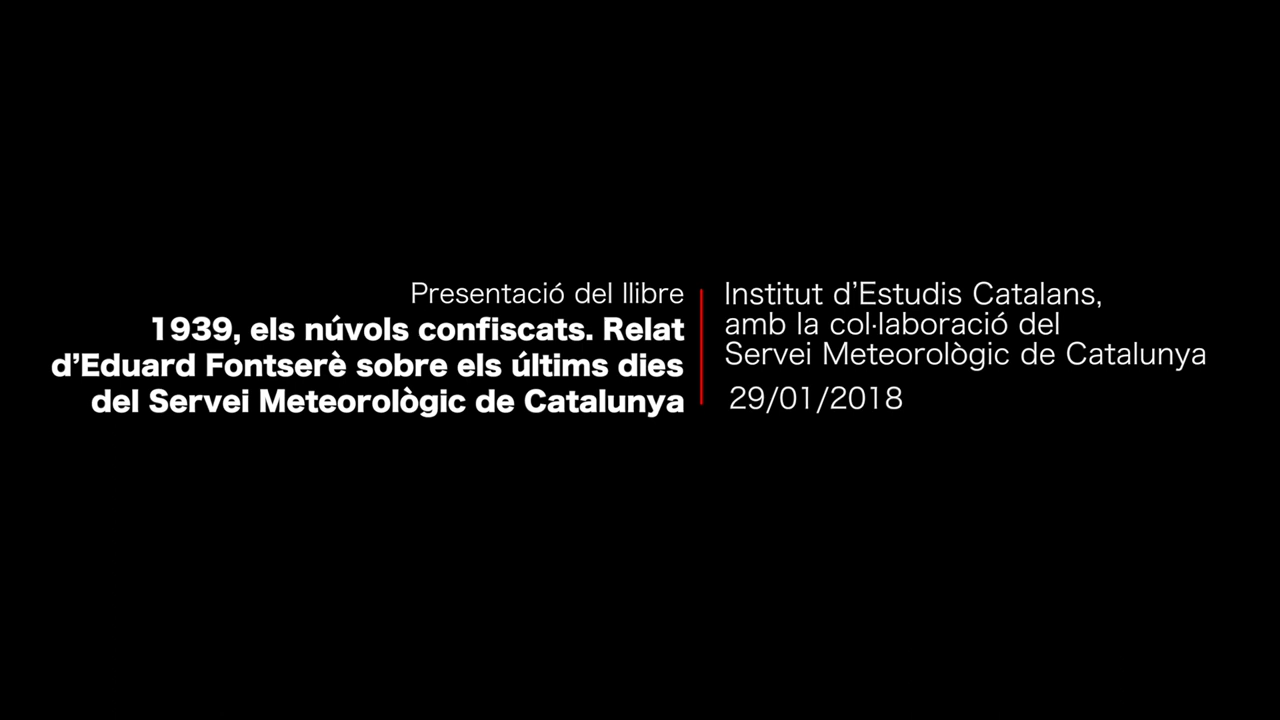 Presentació del llibre
1939, els núvols confiscats. Relat
d’Eduard Fontserè sobre els últims dies
del Servei Meteorològic de Catalunya
Institut d’Estudis Catalans,
amb la col·laboració del
Servei Meteorològic de Catalunya
29/01/2018